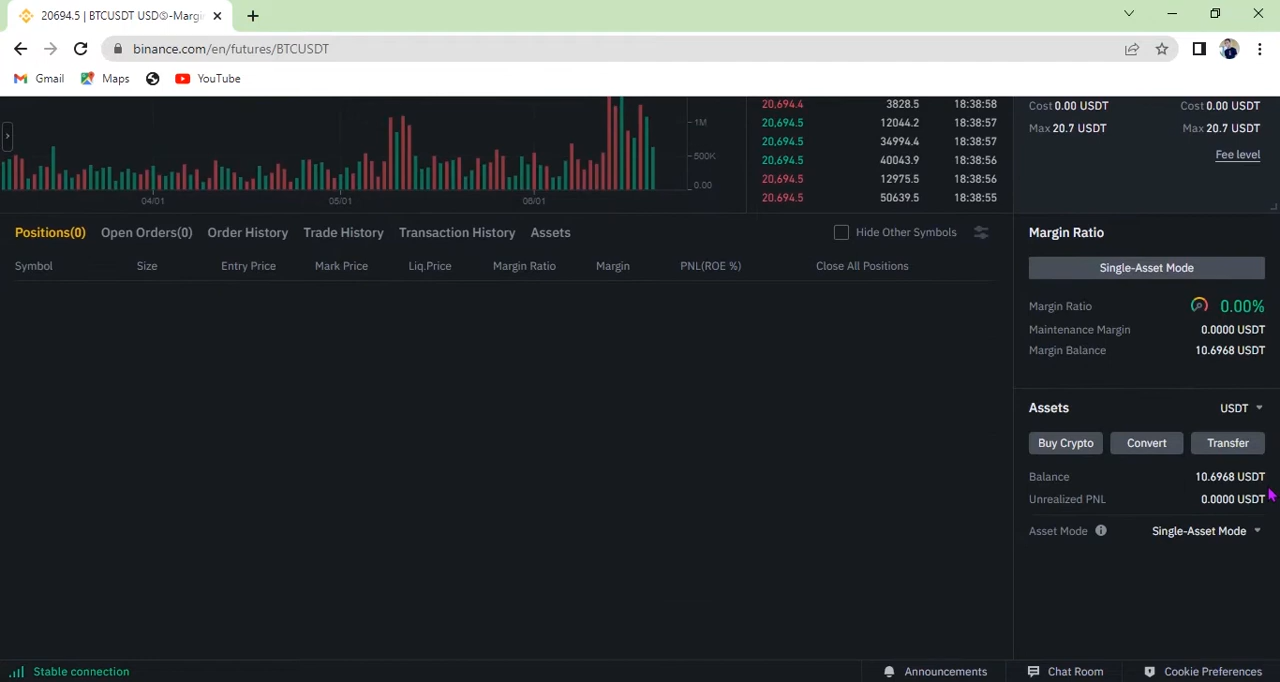 20694.5 | BTCUSDT USDⓈ-Margi
binance.com/en/futures/BTCUSDT
Gmail Maps YouTube
1M
500K
0.00
04/01 05/01 06/01
20,694.4 3828.5 18:38:58
20,694.5 12044.2 18:38:57
20,694.5 34994.4 18:38:57
20,694.5 40043.9 18:38:56
20,694.5 12975.5 18:38:56
20,694.5 50639.5 18:38:55
Cost 0.00 USDT Cost 0.00 USDT
Max 20.7 USDT Max 20.7 USDT
Fee level
Positions(0) Open Orders(0) Order History Trade History Transaction History Assets Hide Other Symbols
Symbol Size Entry Price Mark Price Liq.Price Margin Ratio Margin PNL(ROE %) Close All Positions
Margin Ratio
Single-Asset Mode
Margin Ratio 0.00%
Maintenance Margin 0.0000 USDT
Margin Balance 10.6968 USDT
Assets USDT
Buy Crypto Convert Transfer
Balance 10.6968 USDT
Unrealized PNL 0.0000 USDT
Asset Mode Single-Asset Mode
Stable connection Announcements Chat Room Cookie Preferences